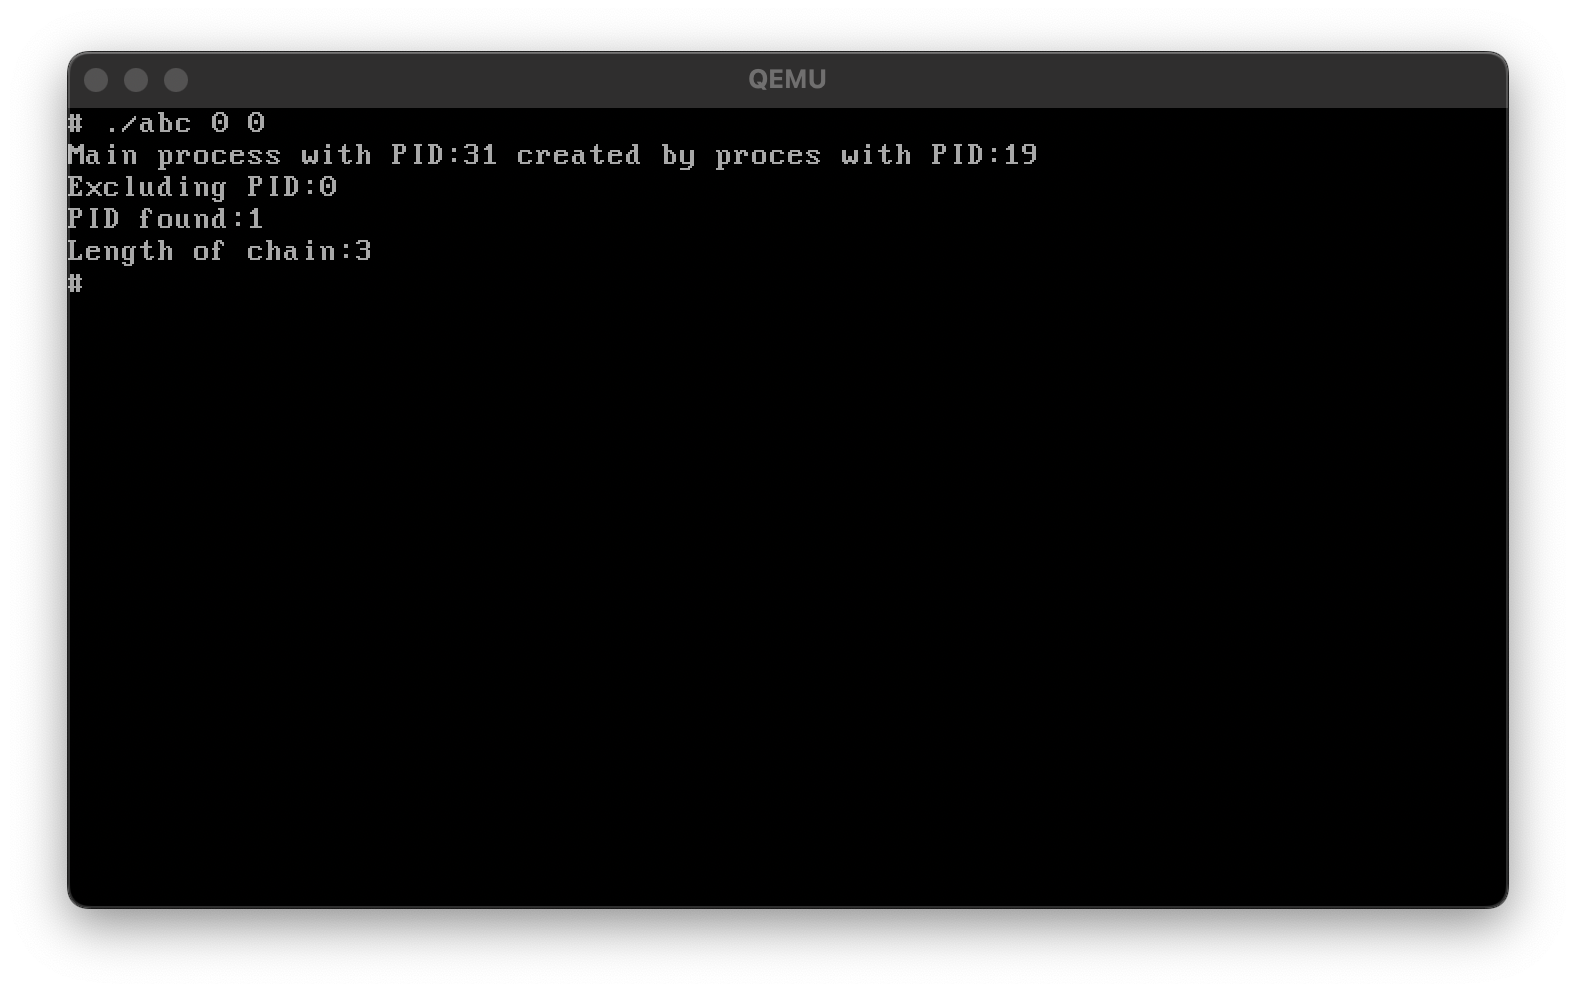 QEMU
# ./abc 0 0
Main process with PID:31 created by proces with PID:19
Excluding PID:0
PID found:1
Length of chain:3
#